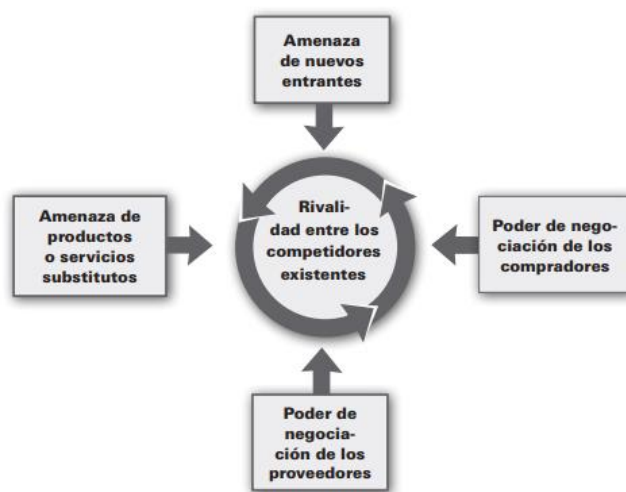 Amenaza
de nuevos
entrantes
Amenaza de
productos
o servicios
substitutos
Rivali-
dad entre los
competidores
existentes
Poder de nego-
ciación de los
compradores
Poder de
negocia-
ción de los
proveedores